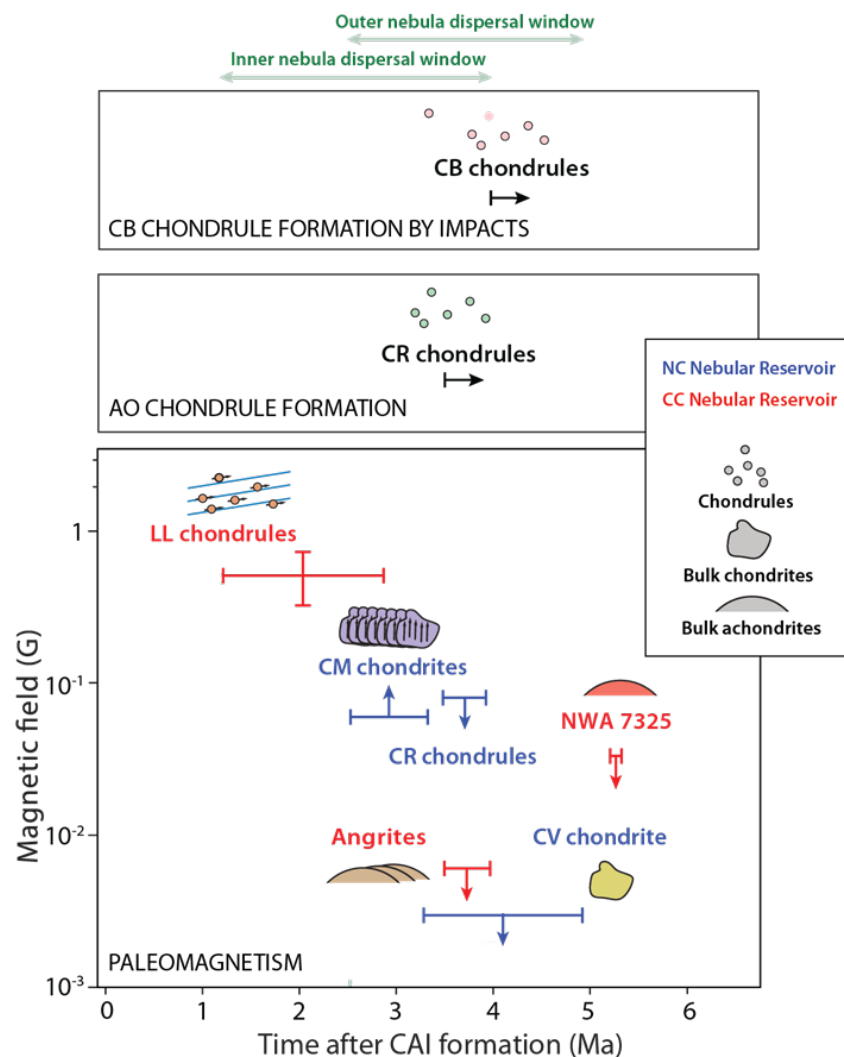 Outer nebula dispersal window
Inner nebula dispersal window
CB chondrules
CB CHONDRULE FORMATION BY IMPACTS
CR chondrules
AO CHONDRULE FORMATION
NC Nebular Reservoir
CC Nebular Reservoir
Chondrules
Bulk chondrites
Bulk achondrites
LL chondrules
CM chondrites
CR chondrules
NWA 7325
Angrites
CV chondrite
PALEOMAGNETISM
Magnetic field (G)
1
10⁻¹
10⁻²
10⁻³
0 1 2 3 4 5 6
Time after CAI formation (Ma)